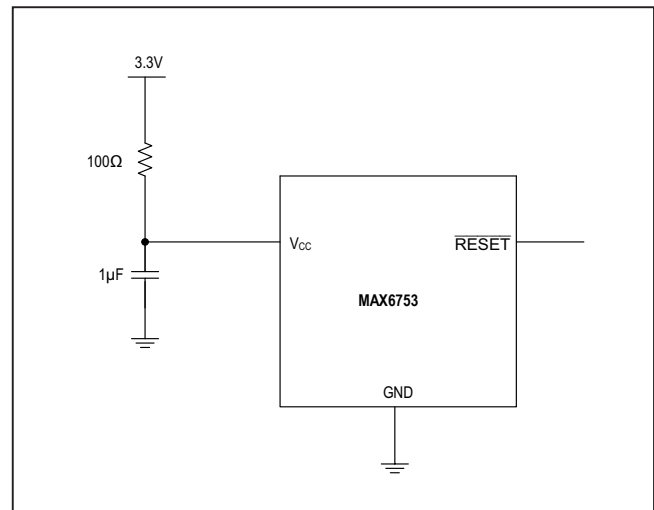 3.3V
100Ω
1µF
VCC
RESET
MAX6753
GND